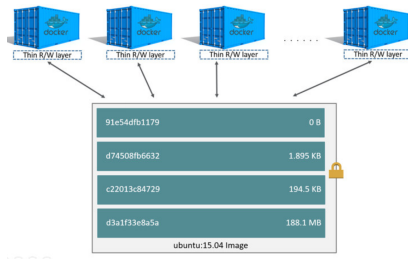 docker
docker
docker
docker
Thin R/W layer
Thin R/W layer
Thin R/W layer
Thin R/W layer
91e54dfb1179 0 B
d74508fb6632 1.895 KB
c22013c84729 194.5 KB
d3a1f33e8a5a 188.1 MB
ubuntu:15.04 Image